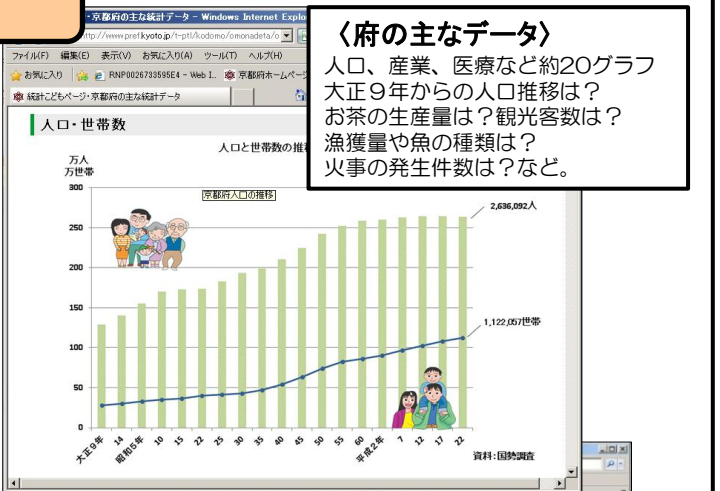 ・京都府の主な統計データ - Windows Internet Explo
http://www.pref.kyoto.jp/t-ptl/kodomo/omonadeta/o
ファイル(F) 編集(E) 表示(V) お気に入り(A) ツール(T) ヘルプ(H)
お気に入り RNP0026733595E4 - Web I... 京都府ホームページ
統計こどもページ・京都府の主な統計データ
〈府の主なデータ〉
人口、産業、医療など約20グラフ
大正９年からの人口推移は？
お茶の生産量は？観光客数は？
漁獲量や魚の種類は？
火事の発生件数は？など。
人口・世帯数
人口と世帯数の推
万人
万世帯
京都府人口の推移
300
250
200
150
100
50
0
2,636,092人
1,122,057世帯
大正9年 14 昭和5年 10 15 22 25 30 35 40 45 50 55 60 平成2年 7 12 17 22
資料：国勢調査